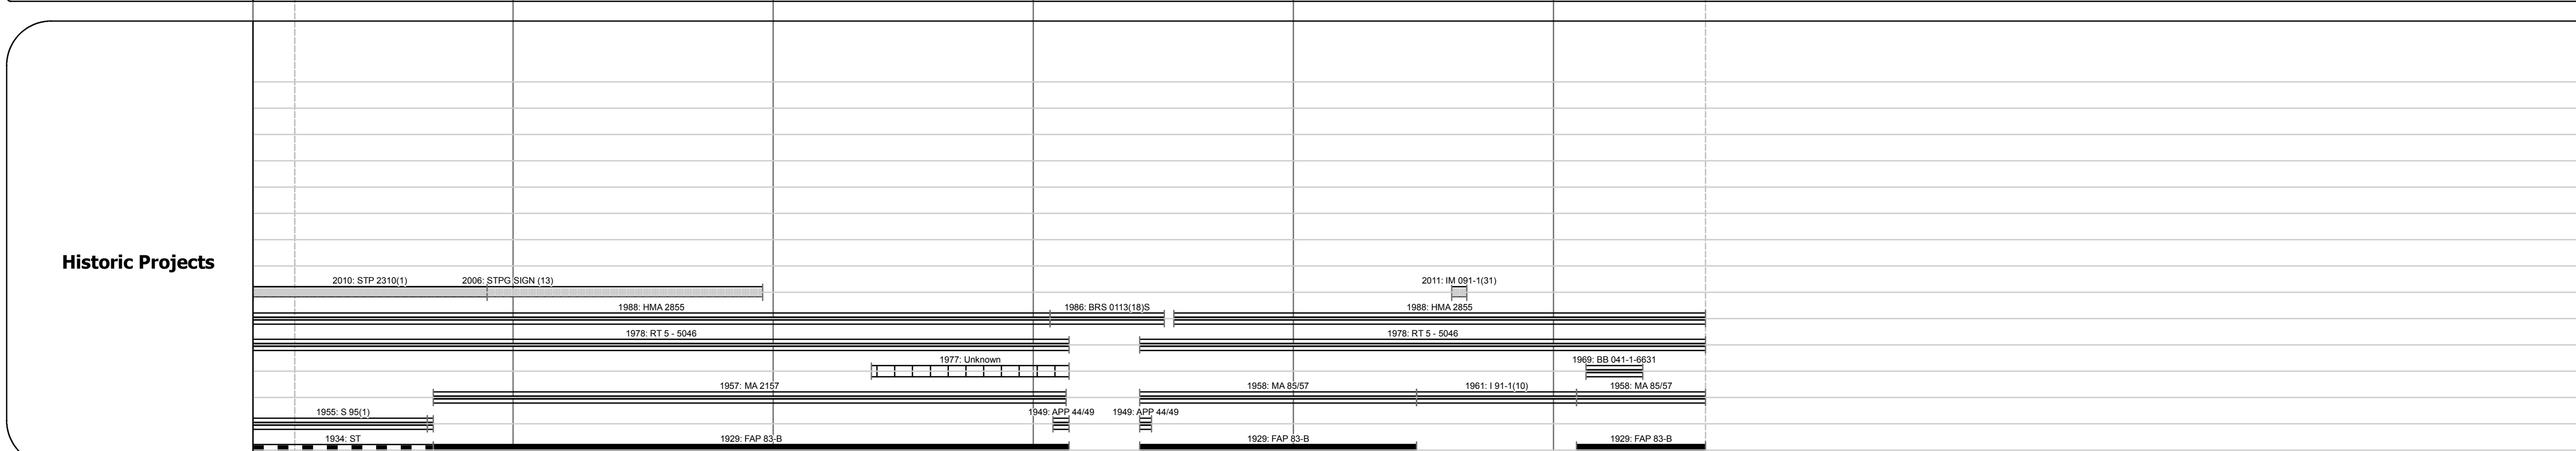 Historic Projects
2010: STP 2310(1) 2006: STPG SIGN (13) 2011: IM 091-1(31)
1988: HMA 2855 1986: BRS 0113(18)S 1988: HMA 2855
1978: RT 5 - 5046 1978: RT 5 - 5046
1977: Unknown 1969: BB 041-1-6631
1957: MA 2157 1958: MA 85/57 1961: I 91-1(10) 1958: MA 85/57
1955: S 95(1) 1949: APP 44/49 1949: APP 44/49
1934: ST 1929: FAP 83-B 1929: FAP 83-B 1929: FAP 83-B